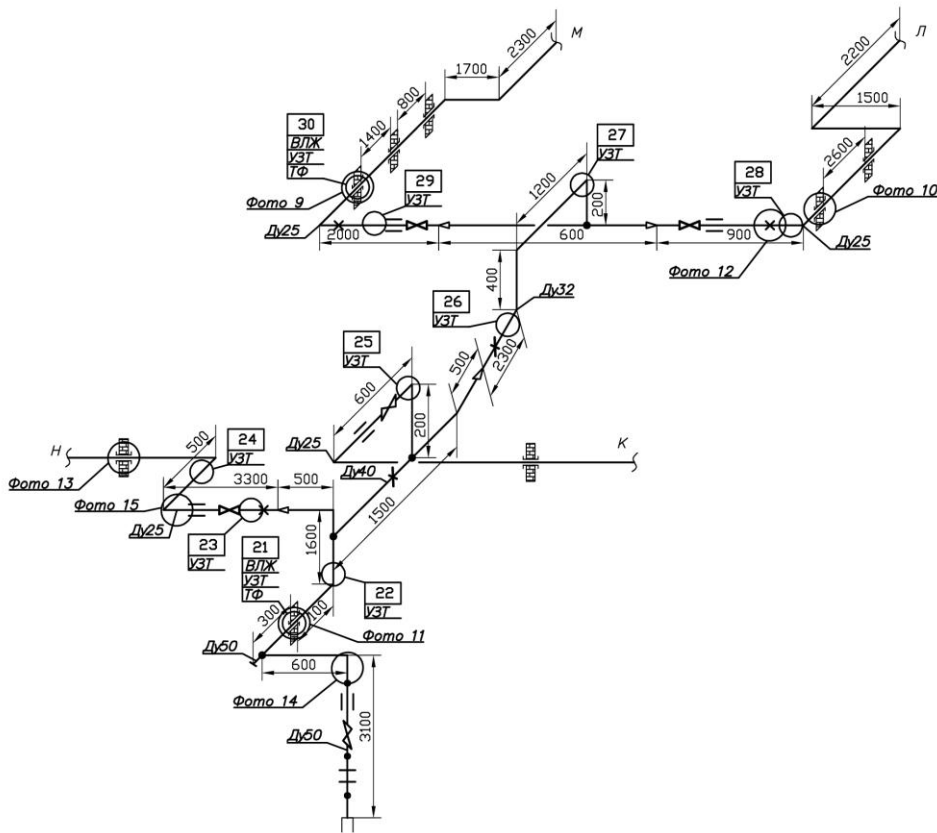 М
2300
Л
2200
1700
800
1500
30
ВЛЖ
УЗТ
ТФ
1400
27
УЗТ
2600
1200
28
УЗТ
29
УЗТ
Фото 9
200
Фото 10
Ду25
2000
600
900
Ду25
Фото 12
400
Ду32
26
УЗТ
25
УЗТ
500
2300
600
200
Н
500
24
УЗТ
Ду25
К
Фото 13
3300
500
Ду40
1500
Фото 15
Ду25
23
УЗТ
21
ВЛЖ
УЗТ
ТФ
1600
22
УЗТ
300
100
Фото 11
Ду50
600
Фото 14
3100
Ду50